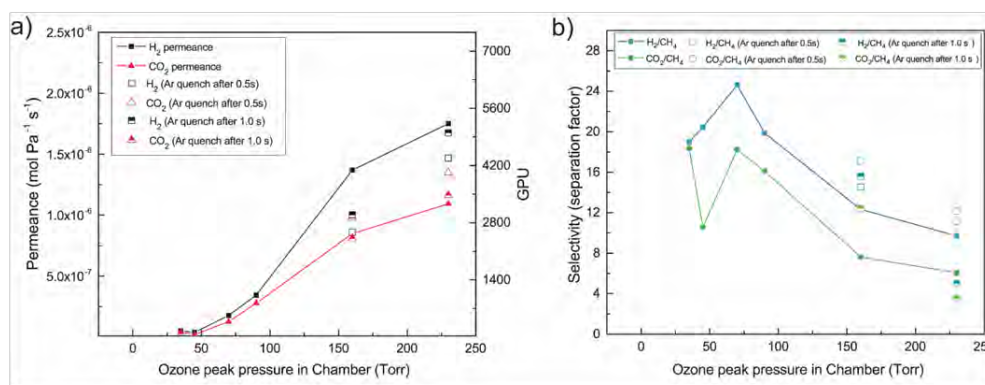 a)
2.5x10⁻⁶
2.0x10⁻⁶
1.5x10⁻⁶
1.0x10⁻⁶
5.0x10⁻⁷
Permeance (mol Pa⁻¹ s⁻¹)
H₂ permeance
CO₂ permeance
H₂ (Ar quench after 0.5s)
CO₂ (Ar quench after 0.5s)
H₂ (Ar quench after 1.0 s)
CO₂ (Ar quench after 1.0 s)
7000
5600
4200
2800
1400
GPU
0 50 100 150 200 250
Ozone peak pressure in Chamber (Torr)
b)
28
24
20
16
12
8
4
0
Selectivity (separation factor)
H₂/CH₄ H₂/CH₄ (Ar quench after 0.5s) H₂/CH₄ (Ar quench after 1.0 s )
CO₂/CH₄ CO₂/CH₄ (Ar quench after 0.5s) CO₂/CH₄ (Ar quench after 1.0 s)
0 50 100 150 200 250
Ozone peak pressure in Chamber (Torr)